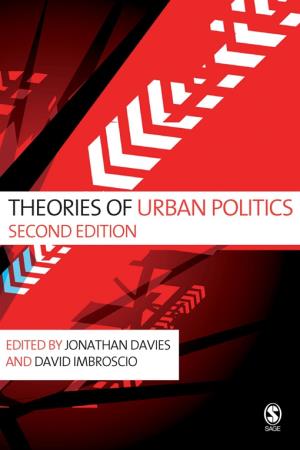 THEORIES OF URBAN POLITICS
SECOND EDITION
EDITED BY JONATHAN DAVIES
AND DAVID IMBROSCIO
SAGE